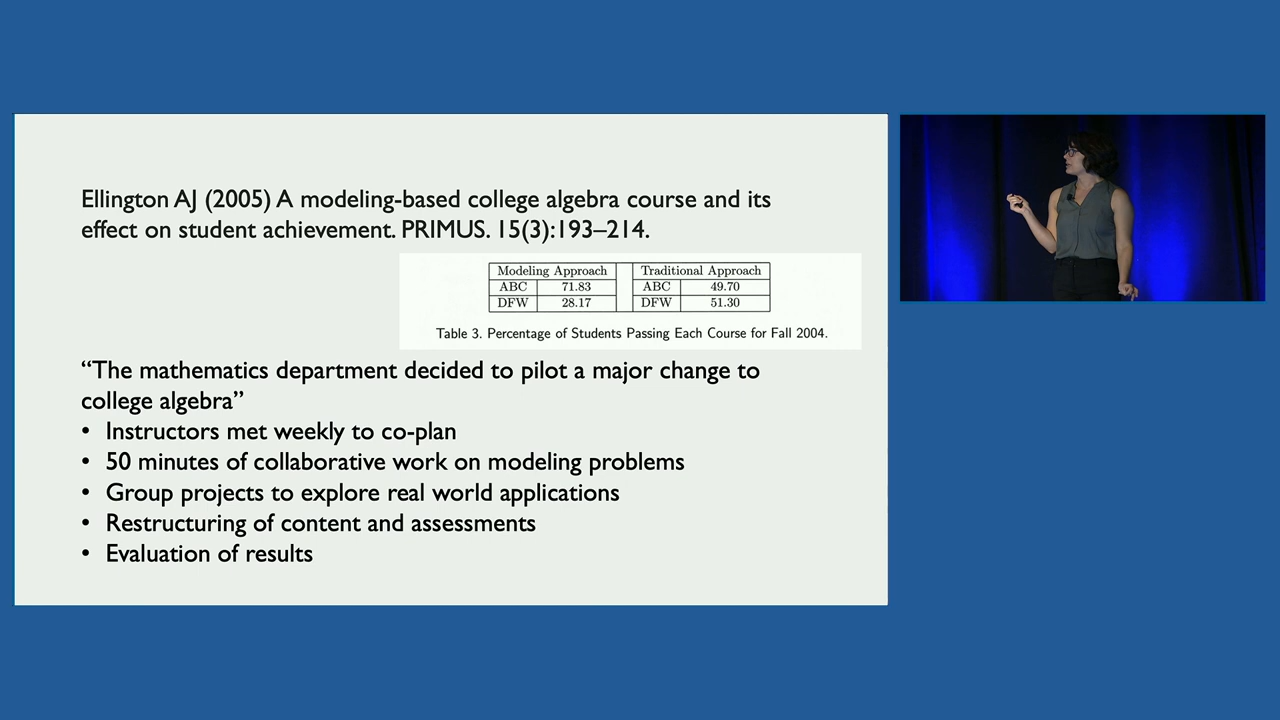 Ellington AJ (2005) A modeling-based college algebra course and its
effect on student achievement. PRIMUS. 15(3):193–214.
Modeling Approach Traditional Approach
ABC 71.83 ABC 49.70
DFW 28.17 DFW 51.30
Table 3. Percentage of Students Passing Each Course for Fall 2004.
“The mathematics department decided to pilot a major change to
college algebra”
• Instructors met weekly to co-plan
• 50 minutes of collaborative work on modeling problems
• Group projects to explore real world applications
• Restructuring of content and assessments
• Evaluation of results